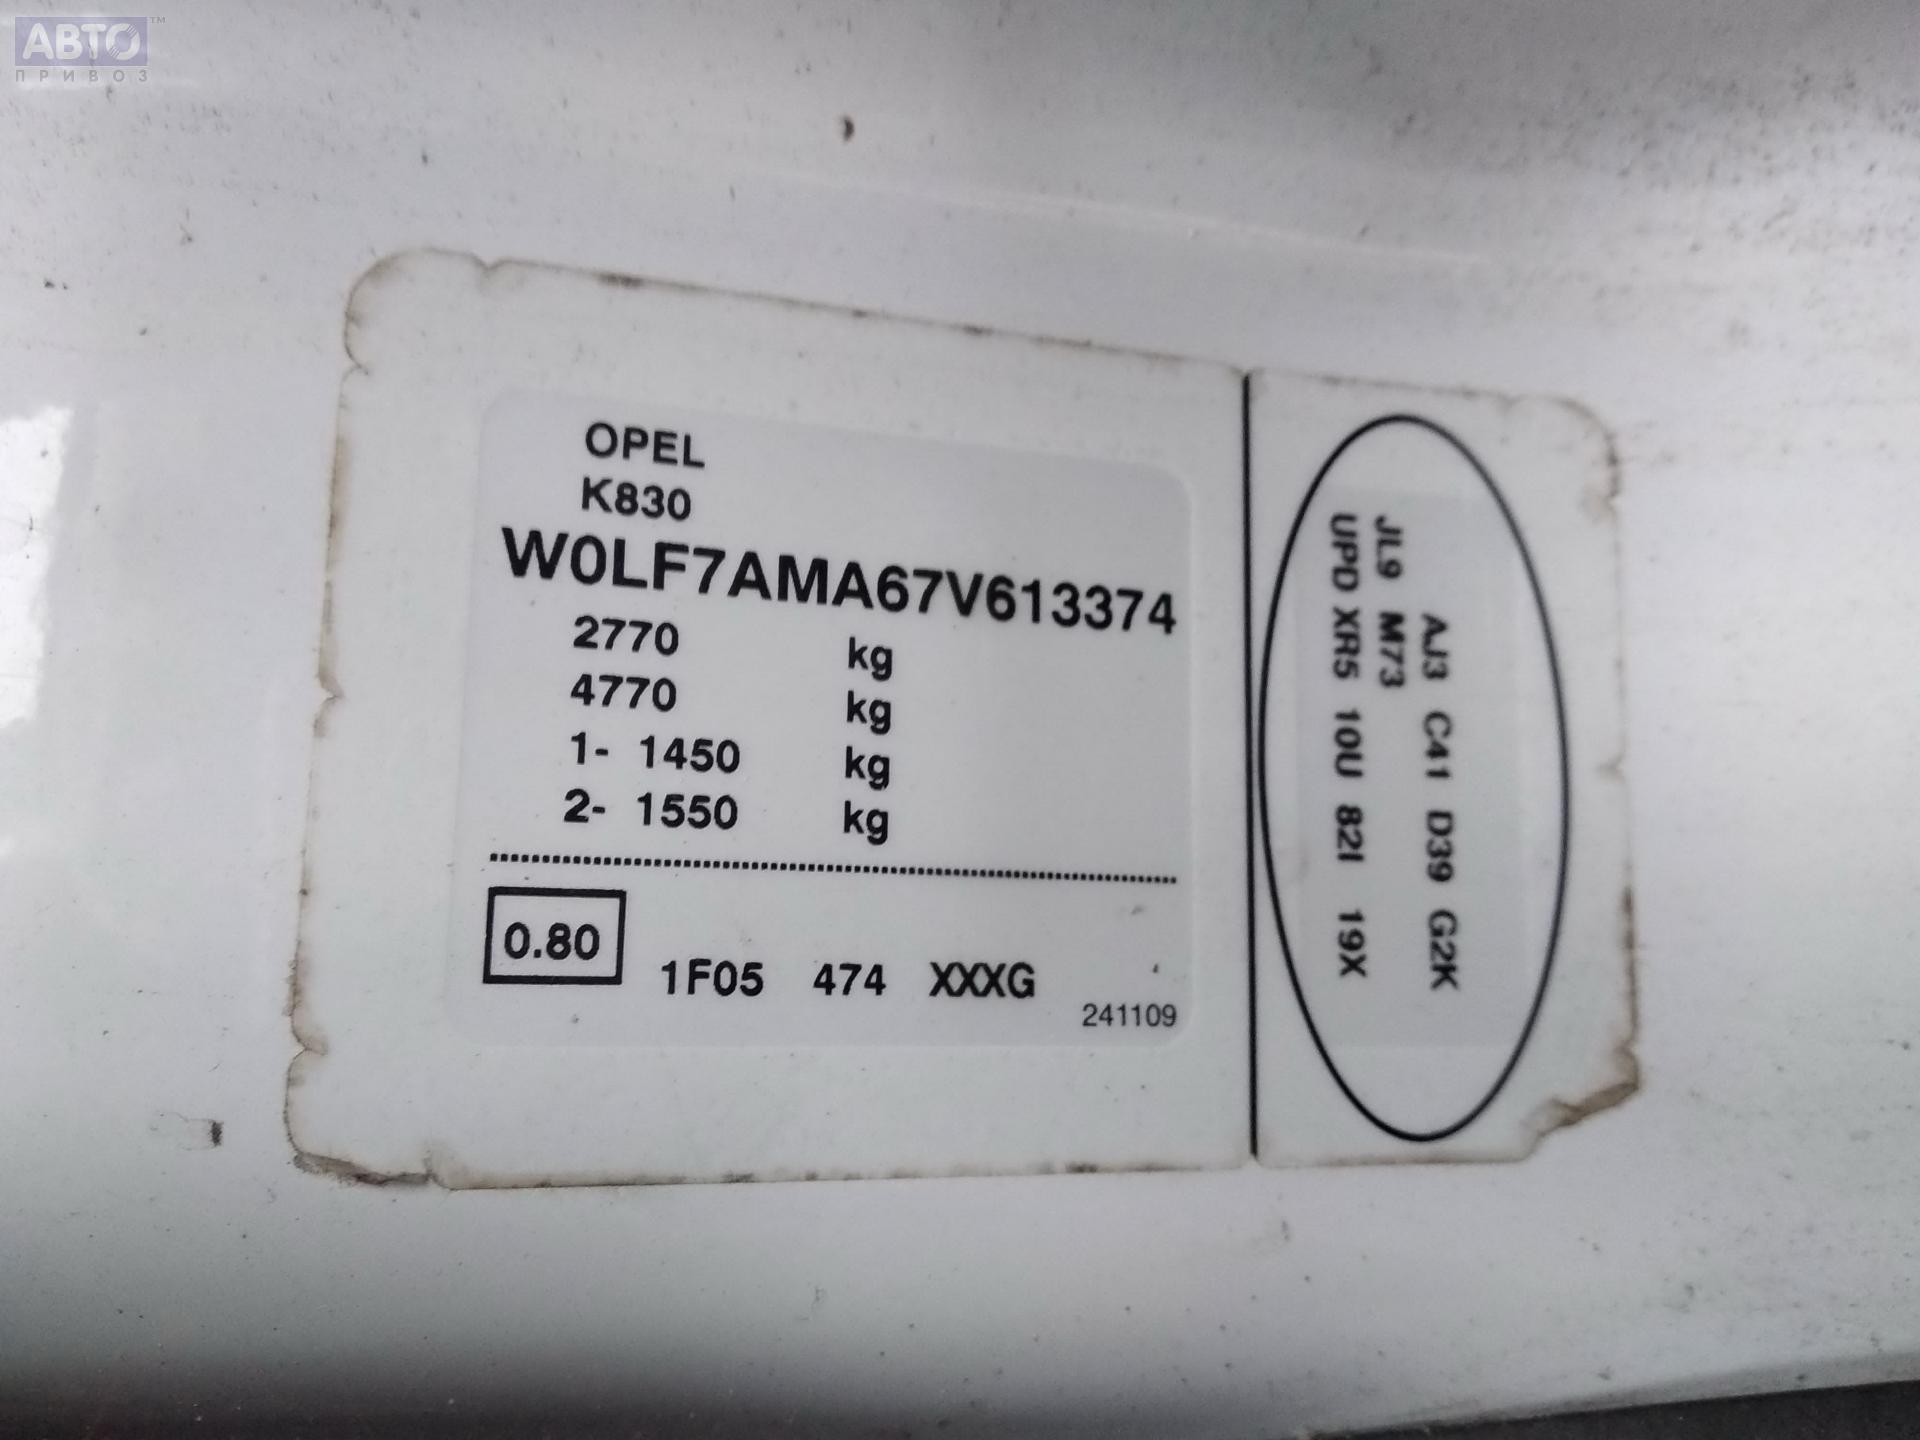 АВТО™
ПРИВОЗ
OPEL
K830
W0LF7AMA67V613374
2770 kg
4770 kg
1- 1450 kg
2- 1550 kg
0.80 1F05 474 XXXG
241109
AJ3 C41 D39 G2K
JL9 M73
UPD XR5 10U 82I 19X